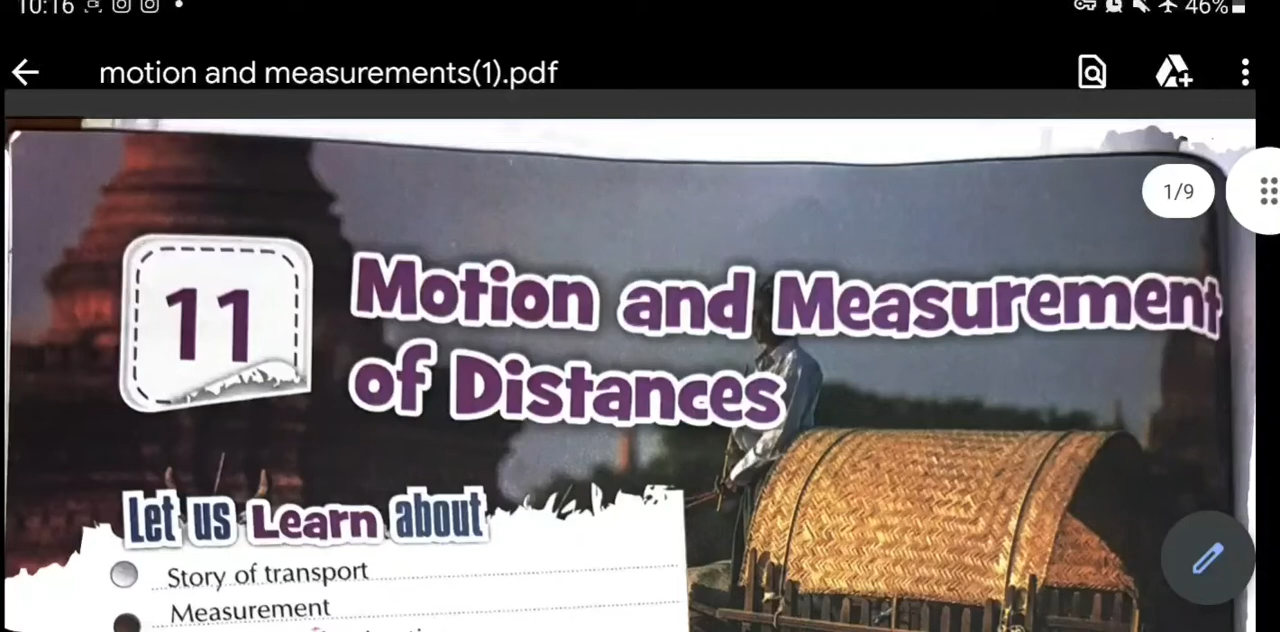 10:16
46%
motion and measurements(1).pdf
1/9
11
Motion and Measurement
of Distances
Let us Learn about
Story of transport
Measurement